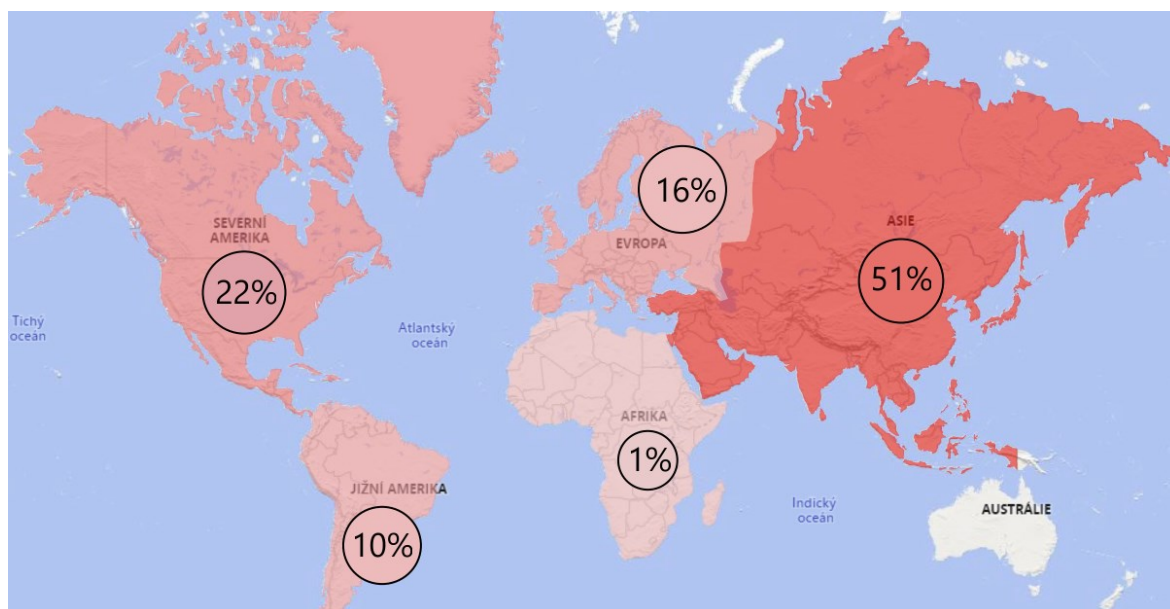 16%
SEVERNÍ
AMERIKA
ASIE
EVROPA
22%
51%
Tichý
oceán
Atlantský
oceán
AFRIKA
1%
JIŽNÍ AMERIKA
Indický
oceán
AUSTRÁLIE
10%